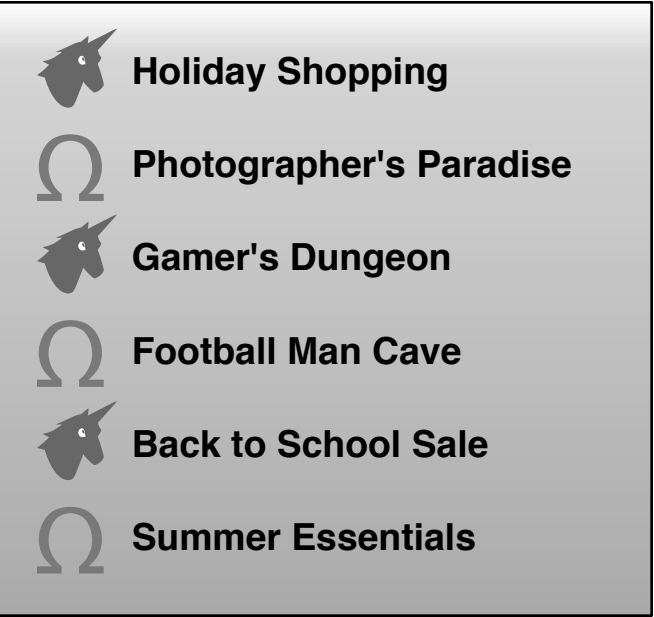 Holiday Shopping
Ω Photographer's Paradise
Gamer's Dungeon
Ω Football Man Cave
Back to School Sale
Ω Summer Essentials